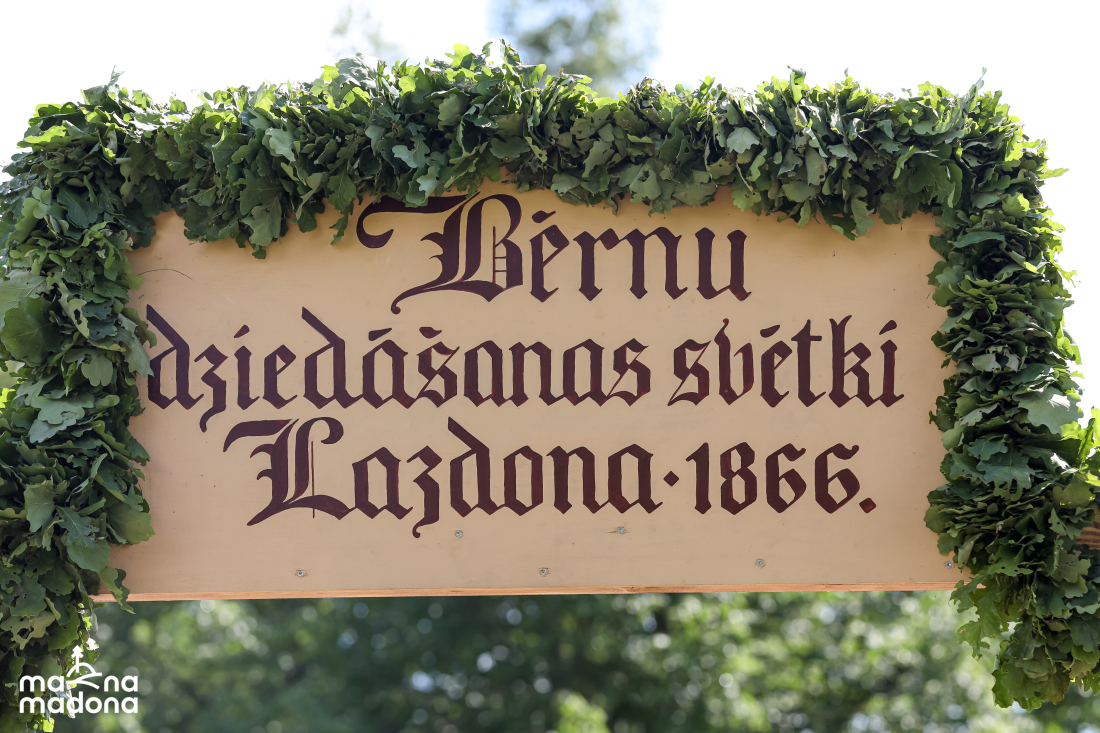 Bērnu
dziedāšanas svētki
Lazdona·1866.
mana
madona